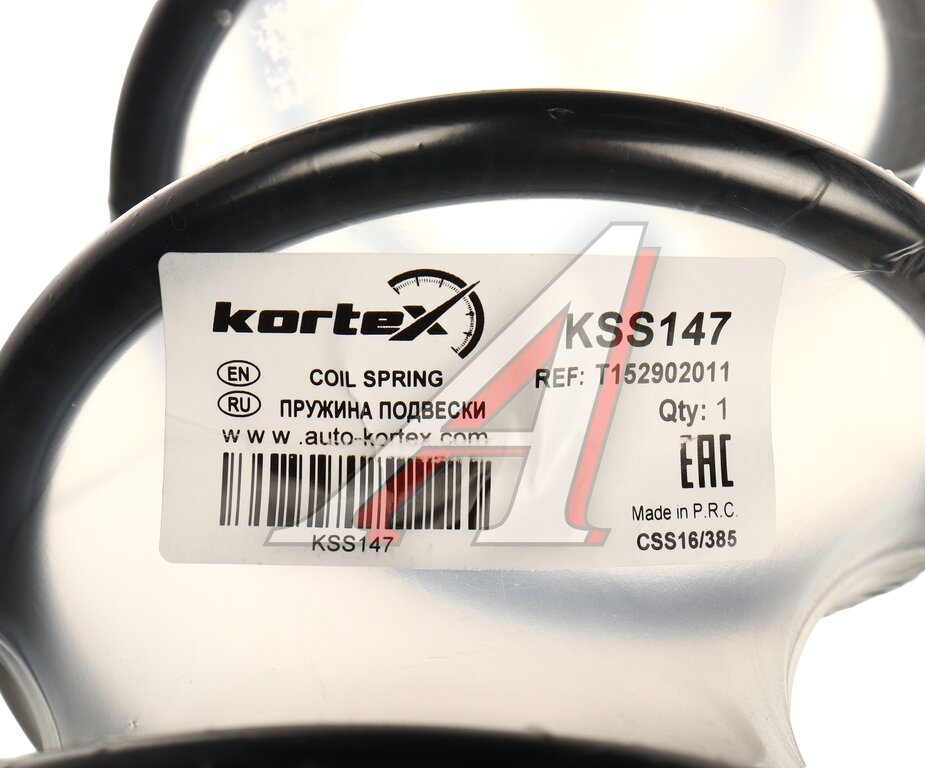 kortex
KSS147
REF: T152902011
EN COIL SPRING
RU ПРУЖИНА ПОДВЕСКИ
Qty: 1
www.auto-kortex.com
EAC
Made in P.R.C.
KSS147
CSS16/385